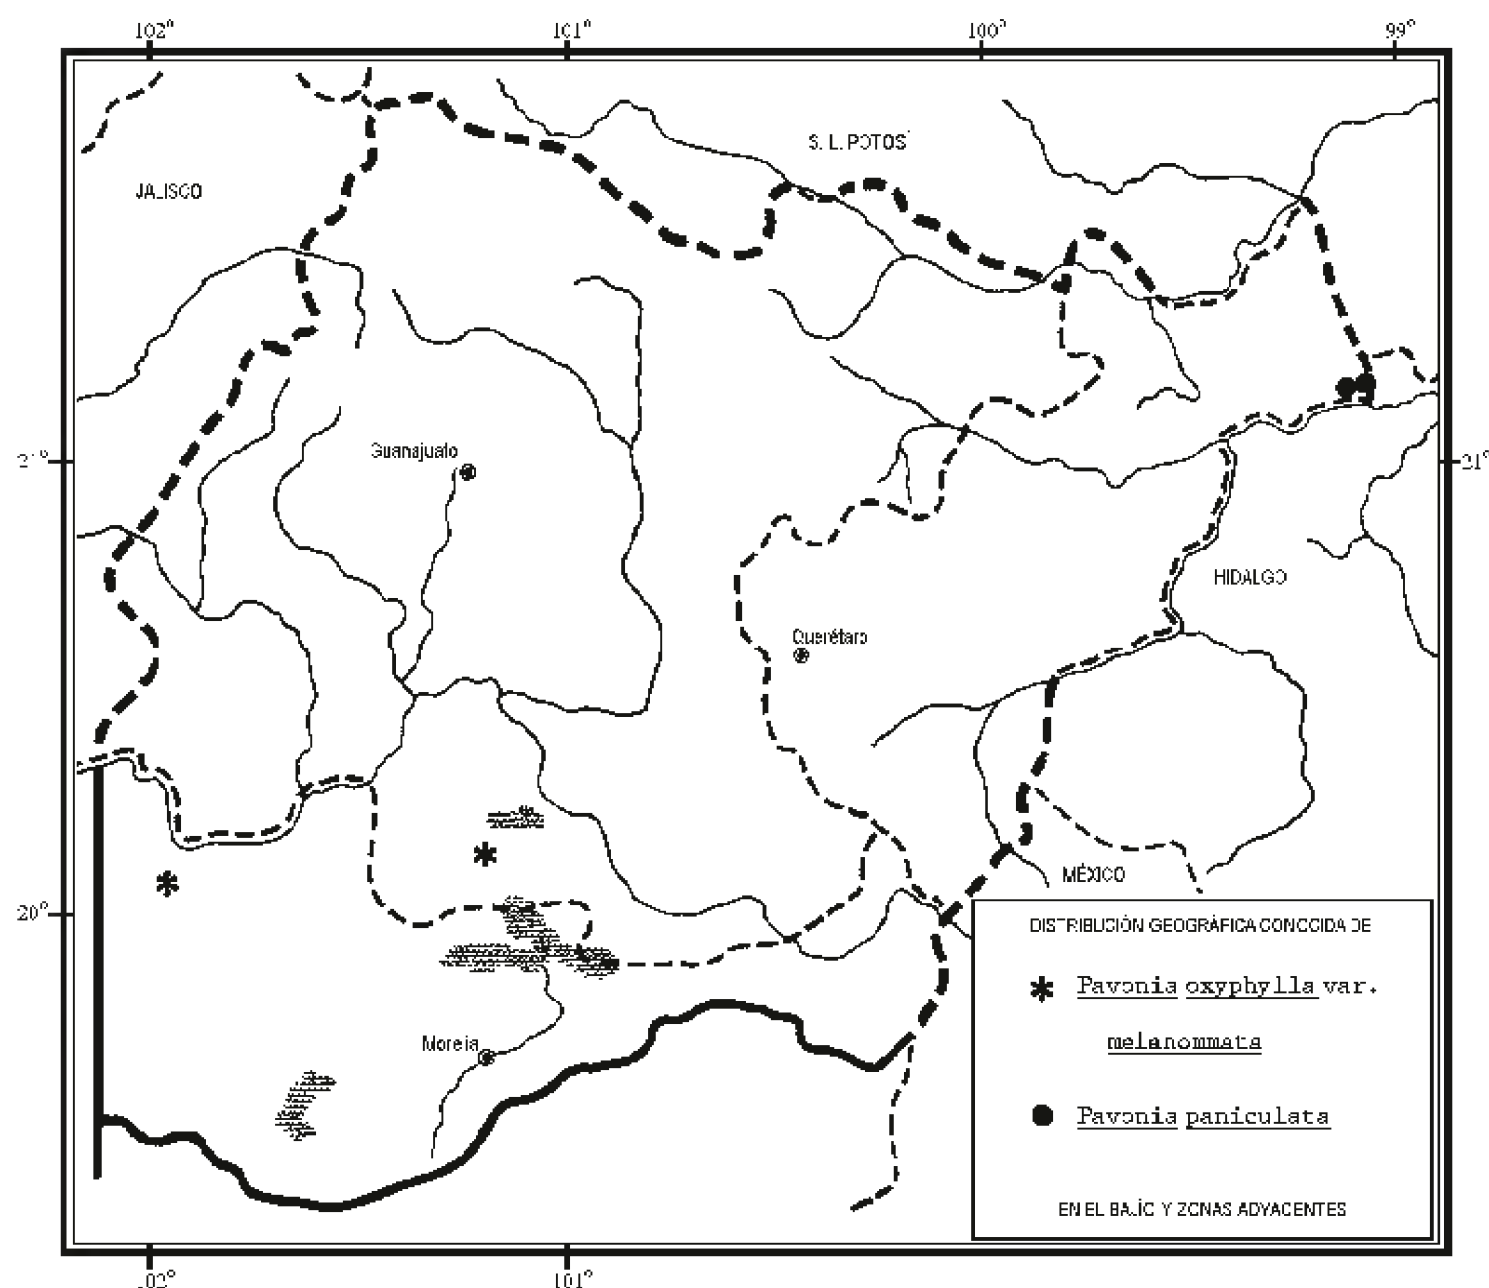 102° 101° 100° 99°
S. L. POTOSÍ
JALISCO
Guanajuato
21° 21°
HIDALGO
Querétaro
MÉXICO
20°
DISTRIBUCIÓN GEOGRÁFICA CONOCIDA DE
Pavonia oxyphylla var.
melanommata
Morelia
Pavonia paniculata
EN EL BAJÍO Y ZONAS ADYACENTES
102° 101°